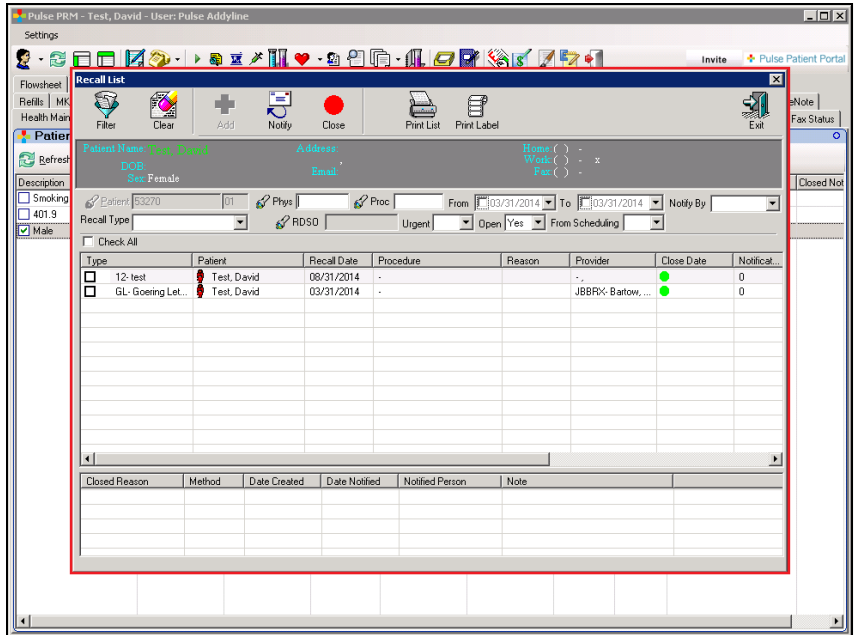 Pulse PRM - Test, David - User: Pulse Addyline
Settings
Invite Pulse Patient Portal
Flowsheet
Recall List
Refills MK
eNote
Health Main
Fax Status
Filter Clear Add Notify Close Print List Print Label Exit
Patien
Patient Name: Test, David Address: Home:( ) -
, Work:( ) - x
DOB:
Email: Fax:( ) -
Sex: Female
Refresh
Description
Closed Not
Smoking
401.9
Male
Patient 53270 01 Phys Proc From 03/31/2014 To 03/31/2014 Notify By
Recall Type RDSO Urgent Open Yes From Scheduling
Check All
Type Patient Recall Date Procedure Reason Provider Close Date Notificat...
12- test Test, David 08/31/2014 - - , 0
GL- Goering Let... Test, David 03/31/2014 - JBBRX- Bartow, ... 0
Closed Reason Method Date Created Date Notified Notified Person Note